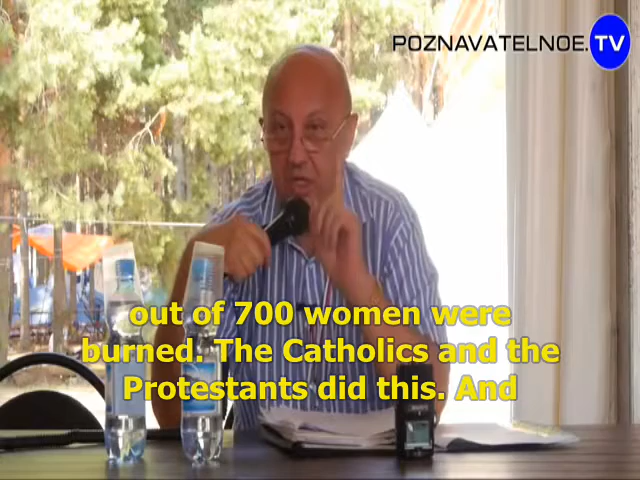 POZNAVATELNOE.TV
out of 700 women were
burned. The Catholics and the
Protestants did this. And